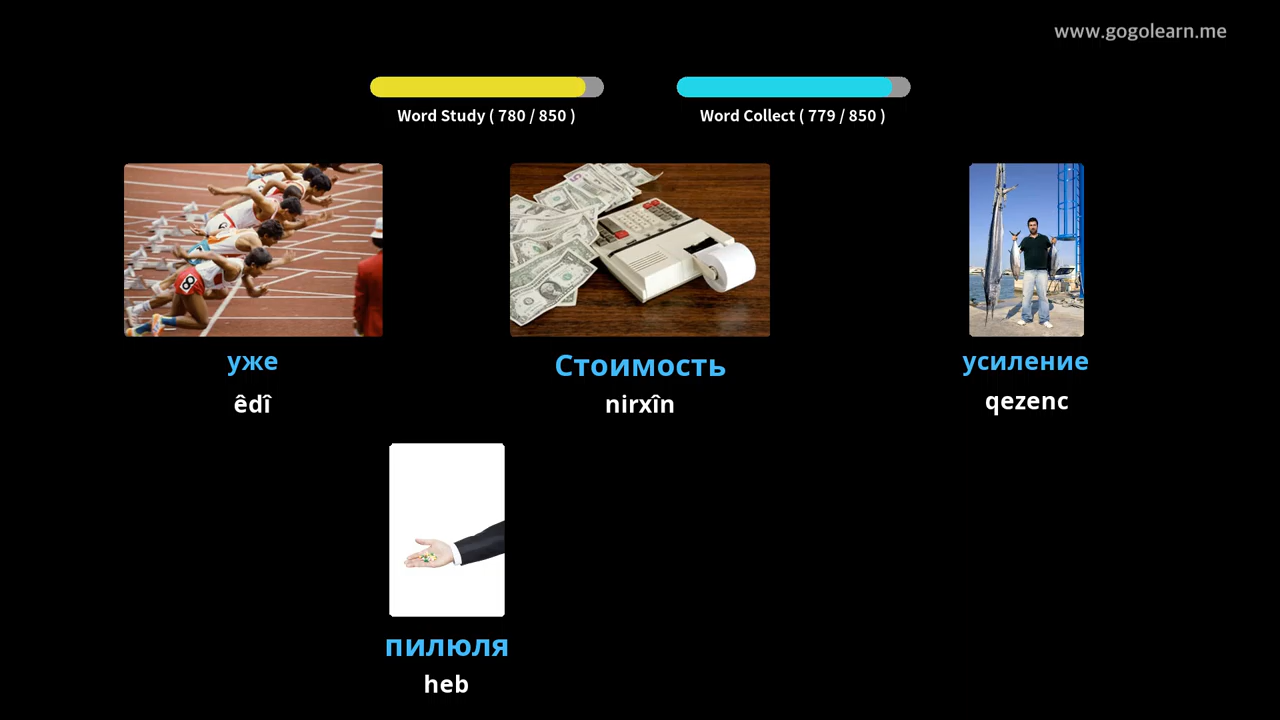 www.gogolearn.me
Word Study ( 780 / 850 )
Word Collect ( 779 / 850 )
уже
êdî
Стоимость
nirxîn
усиление
qezenc
пилюля
heb